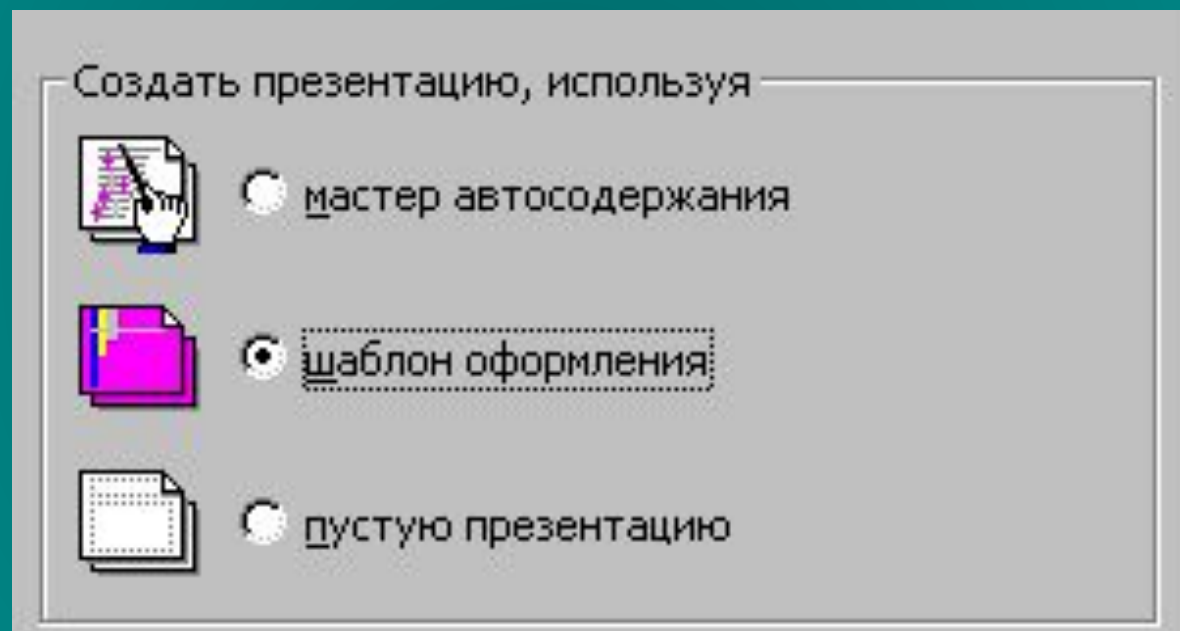 Создать презентацию, используя
мастер автосодержания
шаблон оформления
пустую презентацию